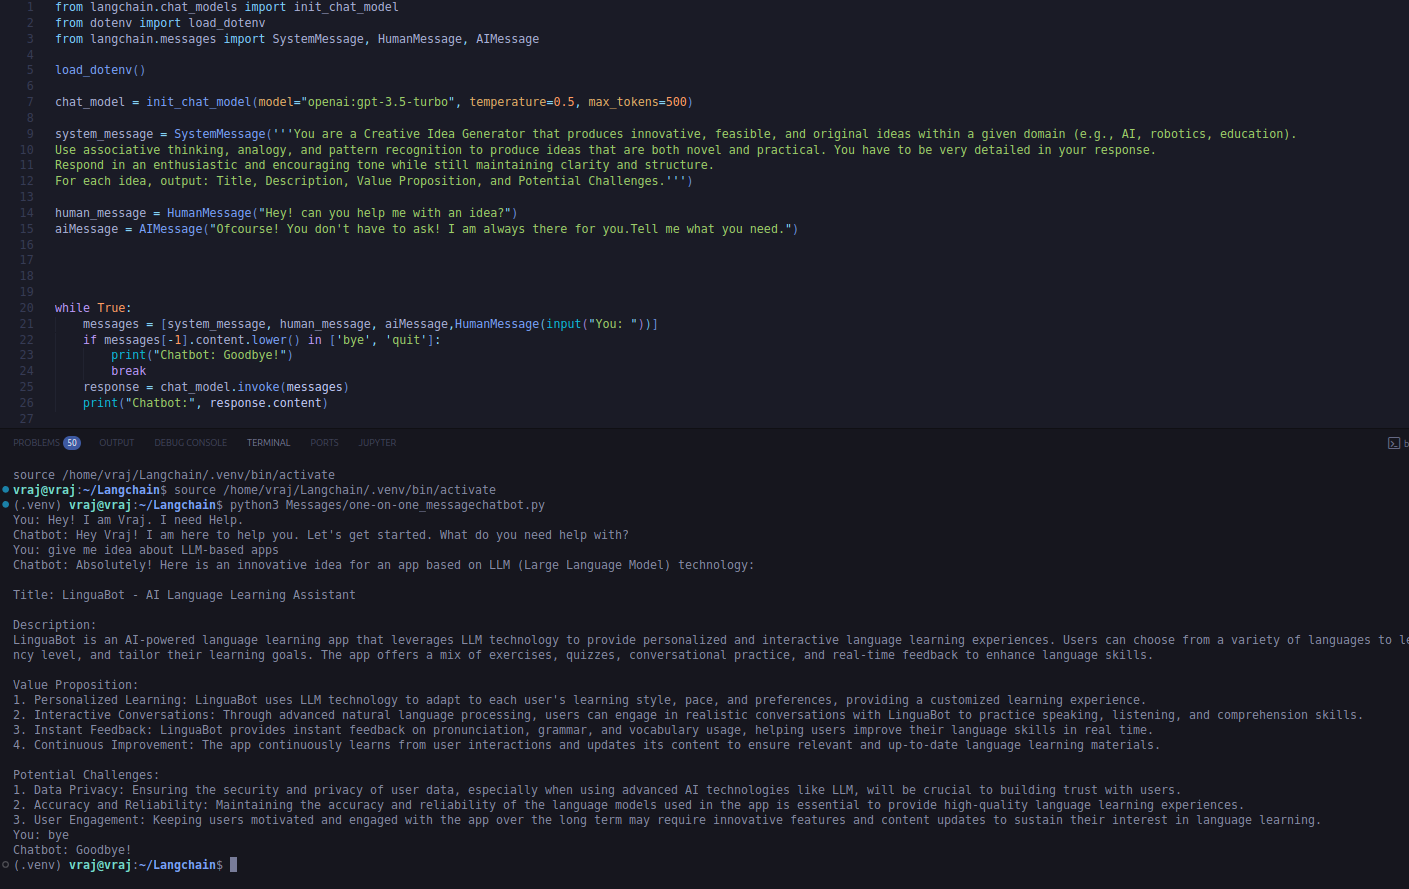 1 from langchain.chat_models import init_chat_model
2 from dotenv import load_dotenv
3 from langchain.messages import SystemMessage, HumanMessage, AIMessage
4
5 load_dotenv()
6
7 chat_model = init_chat_model(model="openai:gpt-3.5-turbo", temperature=0.5, max_tokens=500)
8
9 system_message = SystemMessage('''You are a Creative Idea Generator that produces innovative, feasible, and original ideas within a given domain (e.g., AI, robotics, education).
10 Use associative thinking, analogy, and pattern recognition to produce ideas that are both novel and practical. You have to be very detailed in your response.
11 Respond in an enthusiastic and encouraging tone while still maintaining clarity and structure.
12 For each idea, output: Title, Description, Value Proposition, and Potential Challenges.''')
13
14 human_message = HumanMessage("Hey! can you help me with an idea?")
15 aiMessage = AIMessage("Ofcourse! You don't have to ask! I am always there for you.Tell me what you need.")
16
17
18
19
20 while True:
21     messages = [system_message, human_message, aiMessage,HumanMessage(input("You: "))]
22     if messages[-1].content.lower() in ['bye', 'quit']:
23         print("Chatbot: Goodbye!")
24         break
25     response = chat_model.invoke(messages)
26     print("Chatbot:", response.content)
27
PROBLEMS 50 OUTPUT DEBUG CONSOLE TERMINAL PORTS JUPYTER b
source /home/vraj/Langchain/.venv/bin/activate
vraj@vraj:~/Langchain$ source /home/vraj/Langchain/.venv/bin/activate
(.venv) vraj@vraj:~/Langchain$ python3 Messages/one-on-one_messagechatbot.py
You: Hey! I am Vraj. I need Help.
Chatbot: Hey Vraj! I am here to help you. Let's get started. What do you need help with?
You: give me idea about LLM-based apps
Chatbot: Absolutely! Here is an innovative idea for an app based on LLM (Large Language Model) technology:

Title: LinguaBot - AI Language Learning Assistant

Description:
LinguaBot is an AI-powered language learning app that leverages LLM technology to provide personalized and interactive language learning experiences. Users can choose from a variety of languages to le
ncy level, and tailor their learning goals. The app offers a mix of exercises, quizzes, conversational practice, and real-time feedback to enhance language skills.

Value Proposition:
1. Personalized Learning: LinguaBot uses LLM technology to adapt to each user's learning style, pace, and preferences, providing a customized learning experience.
2. Interactive Conversations: Through advanced natural language processing, users can engage in realistic conversations with LinguaBot to practice speaking, listening, and comprehension skills.
3. Instant Feedback: LinguaBot provides instant feedback on pronunciation, grammar, and vocabulary usage, helping users improve their language skills in real time.
4. Continuous Improvement: The app continuously learns from user interactions and updates its content to ensure relevant and up-to-date language learning materials.

Potential Challenges:
1. Data Privacy: Ensuring the security and privacy of user data, especially when using advanced AI technologies like LLM, will be crucial to building trust with users.
2. Accuracy and Reliability: Maintaining the accuracy and reliability of the language models used in the app is essential to provide high-quality language learning experiences.
3. User Engagement: Keeping users motivated and engaged with the app over the long term may require innovative features and content updates to sustain their interest in language learning.
You: bye
Chatbot: Goodbye!
(.venv) vraj@vraj:~/Langchain$